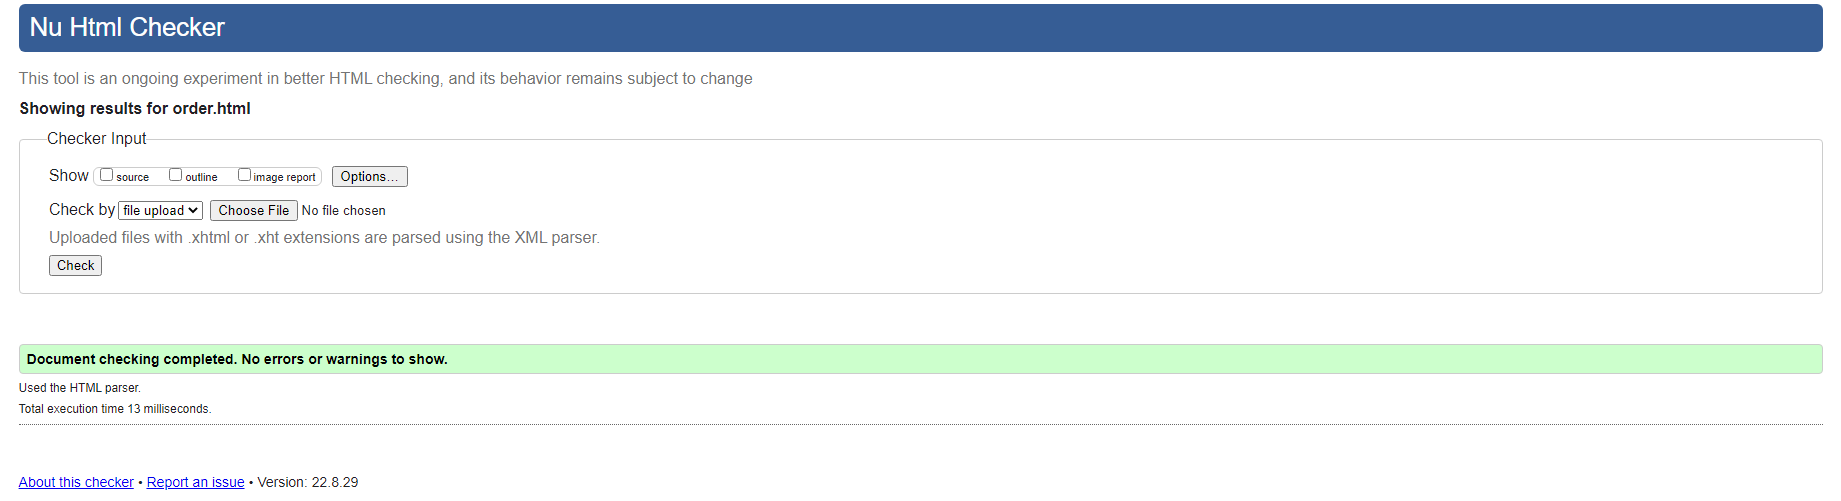 Nu Html Checker
This tool is an ongoing experiment in better HTML checking, and its behavior remains subject to change
Showing results for order.html
Checker Input
Show source outline image report Options...
Check by file upload Choose File No file chosen
Uploaded files with .xhtml or .xht extensions are parsed using the XML parser.
Check
Document checking completed. No errors or warnings to show.
Used the HTML parser.
Total execution time 13 milliseconds.
About this checker • Report an issue • Version: 22.8.29